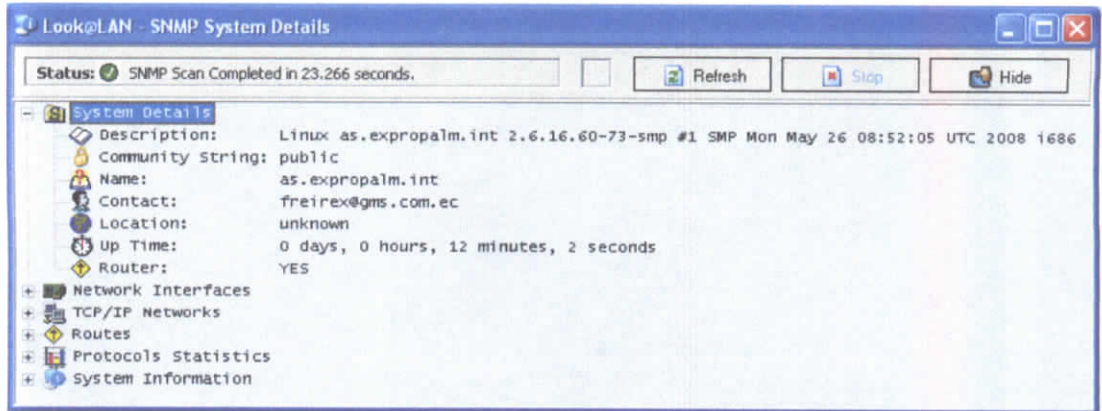 Look@LAN - SNMP System Details
Status: SNMP Scan Completed in 23.266 seconds. Refresh Stop Hide
System Details
Description: Linux as.expropalm.int 2.6.16.60-73-smp #1 SMP Mon May 26 08:52:05 UTC 2008 i686
Community String: public
Name: as.expropalm.int
Contact: freirex@gms.com.ec
Location: unknown
Up Time: 0 days, 0 hours, 12 minutes, 2 seconds
Router: YES
Network Interfaces
TCP/IP Networks
Routes
Protocols Statistics
System Information